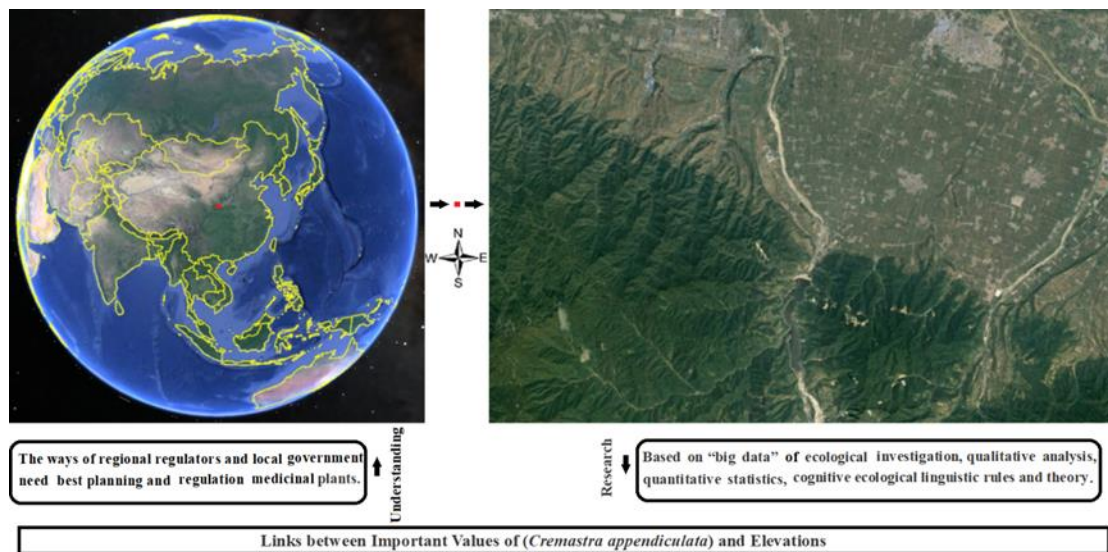 N
W E
S
Understanding
Research
The ways of regional regulators and local government
need best planning and regulation medicinal plants.
Based on “big data” of ecological investigation, qualitative analysis,
quantitative statistics, cognitive ecological linguistic rules and theory.
Links between Important Values of (Cremastra appendiculata) and Elevations